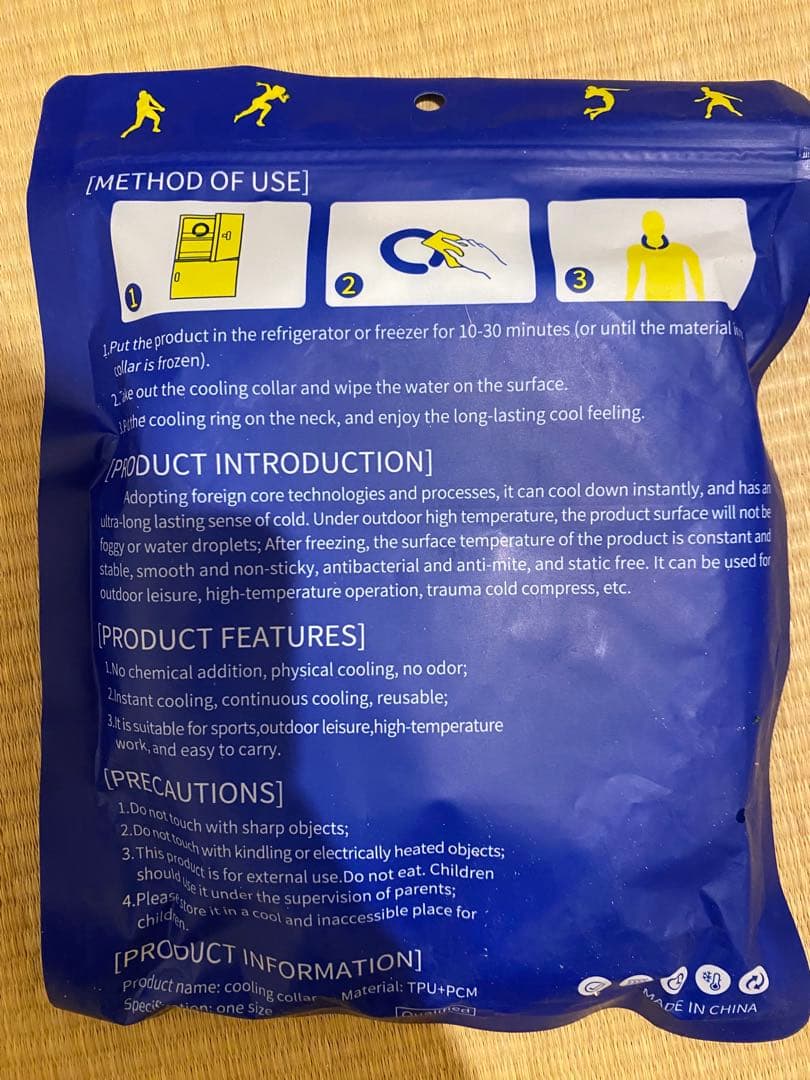 [METHOD OF USE]
1
2
3
1.Put the product in the refrigerator or freezer for 10-30 minutes (or until the material in
collar is frozen).
2. out the cooling collar and wipe the water on the surface.
3. the cooling ring on the neck, and enjoy the long-lasting cool feeling.
[PRODUCT INTRODUCTION]
Adopting foreign core technologies and processes, it can cool down instantly, and has an
ultra-long lasting sense of cold. Under outdoor high temperature, the product surface will not be
foggy or water droplets; After freezing, the surface temperature of the product is constant and
stable, smooth and non-sticky, antibacterial and anti-mite, and static free. It can be used for
outdoor leisure, high-temperature operation, trauma cold compress, etc.
[PRODUCT FEATURES]
1.No chemical addition, physical cooling, no odor;
2.Instant cooling, continuous cooling, reusable;
3.It is suitable for sports,outdoor leisure,high-temperature
work,and easy to carry.
[PRECAUTIONS]
1.Do not touch with sharp objects;
2.Do not touch with kindling or electrically heated objects;
3.This product is for external use.Do not eat. Children
should use it under the supervision of parents;
4.Please store it in a cool and inaccessible place for
children.
[PRODUCT INFORMATION]
Product name: cooling collar Material: TPU+PCM
one size
Qualified
MADE IN CHINA